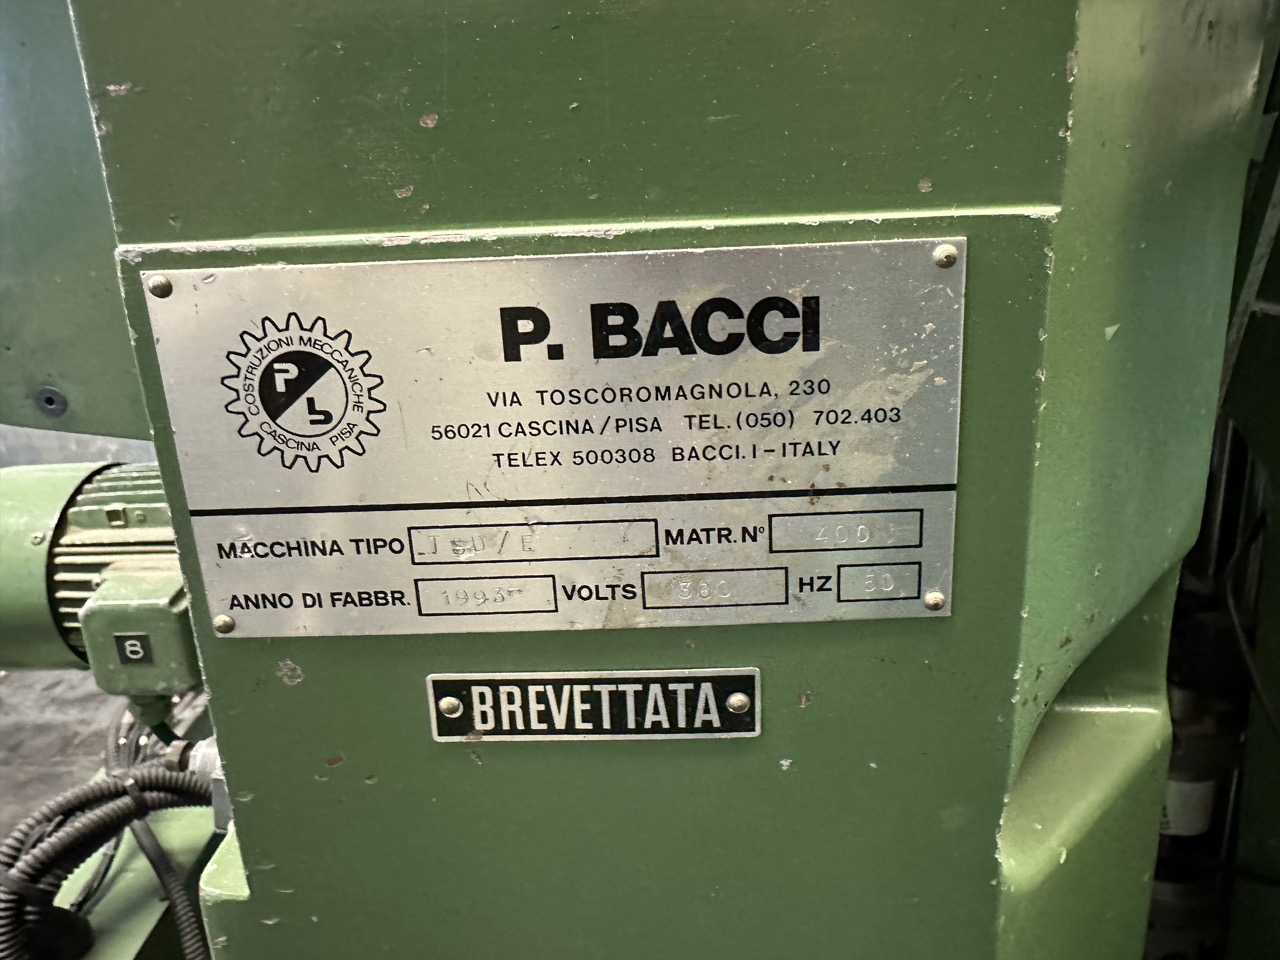 COSTRUZIONI MECCANICHE
CASCINA PISA
P b
P. BACCI
VIA TOSCOROMAGNOLA, 230
56021 CASCINA / PISA TEL. (050) 702.403
TELEX 500308 BACCI. I - ITALY
MACCHINA TIPO
MATR. N°
ANNO DI FABBR. 1993 VOLTS 380 HZ 50
8
BREVETTATA